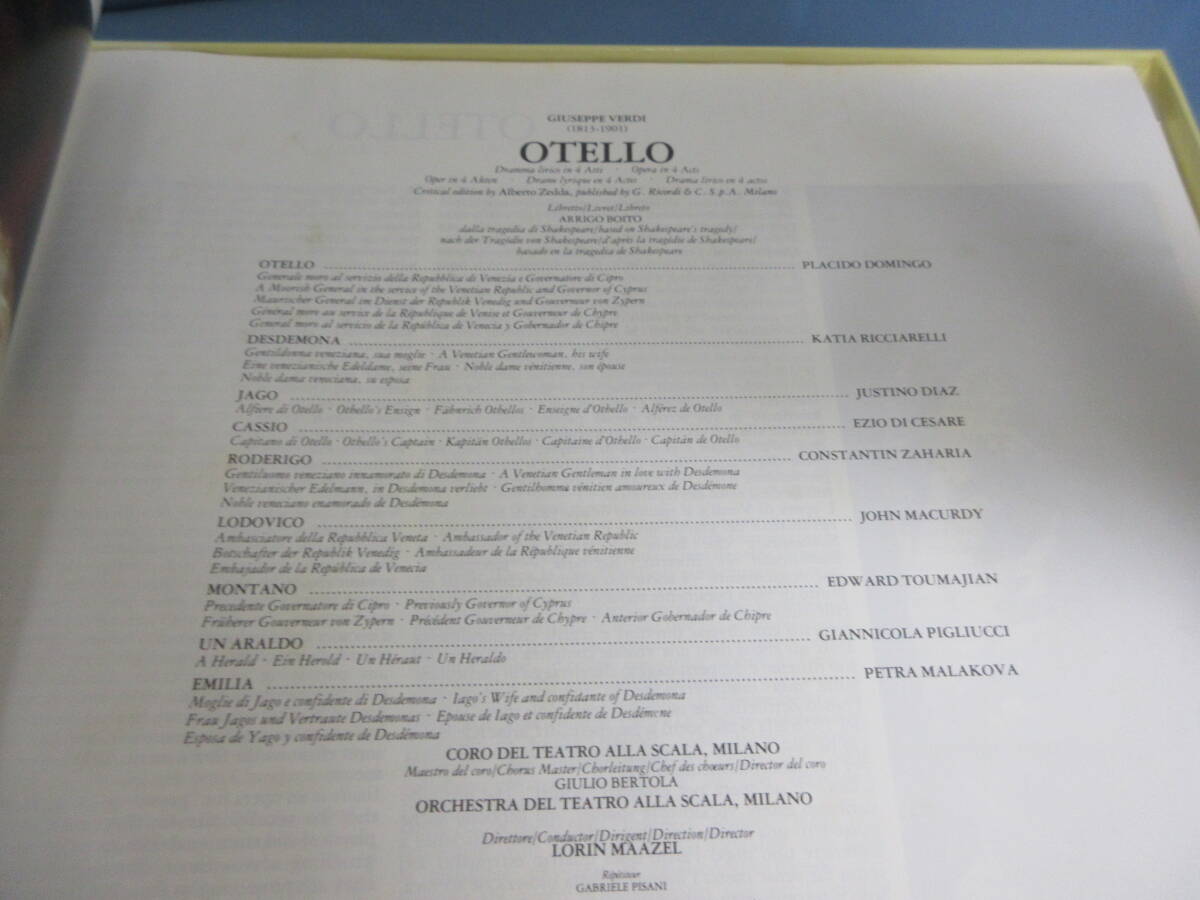 GIUSEPPE VERDI
(1813-1901)
OTELLO
Dramma lirico in 4 Atti · Opera in 4 Acts
Oper in 4 Akten · Drame lyrique en 4 Actes · Drama lírico en 4 actos
Critical edition by Alberto Zedda, published by G. Ricordi & C. S.p.A. Milano
Libretto/Livret/Libreto
ARRIGO BOITO
dalla tragedia di Shakespeare/based on Shakespeare's tragedy/
nach der Tragödie von Shakespeare/d'après la tragédie de Shakespeare/
basado en la tragedia de Shakespeare
OTELLO PLACIDO DOMINGO
Generale moro al servizio della Repubblica di Venezia e Governatore di Cipro
A Moorish General in the service of the Venetian Republic and Governor of Cyprus
Maurischer General im Dienst der Republik Venedig und Gouverneur von Zypern
Général more au service de la République de Venise et Gouverneur de Chypre
General moro al servicio de la República de Venecia y Gobernador de Chipre
DESDEMONA KATIA RICCIARELLI
Gentildonna veneziana, sua moglie · A Venetian Gentlewoman, his wife
Eine venezianische Edeldame, seine Frau · Noble dame vénitienne, son épouse
Noble dama veneciana, su esposa
JAGO JUSTINO DIAZ
Alfiere di Otello · Othello's Ensign · Fähnrich Othellos · Enseigne d'Othello · Alférez de Otello
CASSIO EZIO DI CESARE
Capitano di Otello · Othello's Captain · Kapitän Othellos · Capitaine d'Othello · Capitán de Otello
RODERIGO CONSTANTIN ZAHARIA
Gentiluomo veneziano innamorato di Desdemona · A Venetian Gentleman in love with Desdemona
Venezianischer Edelmann, in Desdemona verliebt · Gentilhomme vénitien amoureux de Desdémone
Noble veneciano enamorado de Desdémona
LODOVICO JOHN MACURDY
Ambasciatore della Repubblica Veneta · Ambassador of the Venetian Republic
Botschafter der Republik Venedig · Ambassadeur de la République vénitienne
Embajador de la República de Venecia
MONTANO EDWARD TOUMAJIAN
Precedente Governatore di Cipro · Previously Governor of Cyprus
Früherer Gouverneur von Zypern · Précédent Gouverneur de Chypre · Anterior Gobernador de Chipre
UN ARALDO GIANNICOLA PIGLIUCCI
A Herald · Ein Herold · Un Héraut · Un Heraldo
EMILIA PETRA MALAKOVA
Moglie di Jago e confidente di Desdemona · Iago's Wife and confidante of Desdemona
Frau Jagos und Vertraute Desdemonas · Epouse de Iago et confidente de Desdémone
Esposa de Yago y confidente de Desdémona
CORO DEL TEATRO ALLA SCALA, MILANO
Maestro del coro/Chorus Master/Chorleitung/Chef des chœurs/Director del coro
GIULIO BERTOLA
ORCHESTRA DEL TEATRO ALLA SCALA, MILANO
Direttore/Conductor/Dirigent/Direction/Director
LORIN MAAZEL
Répétiteur
GABRIELE PISANI